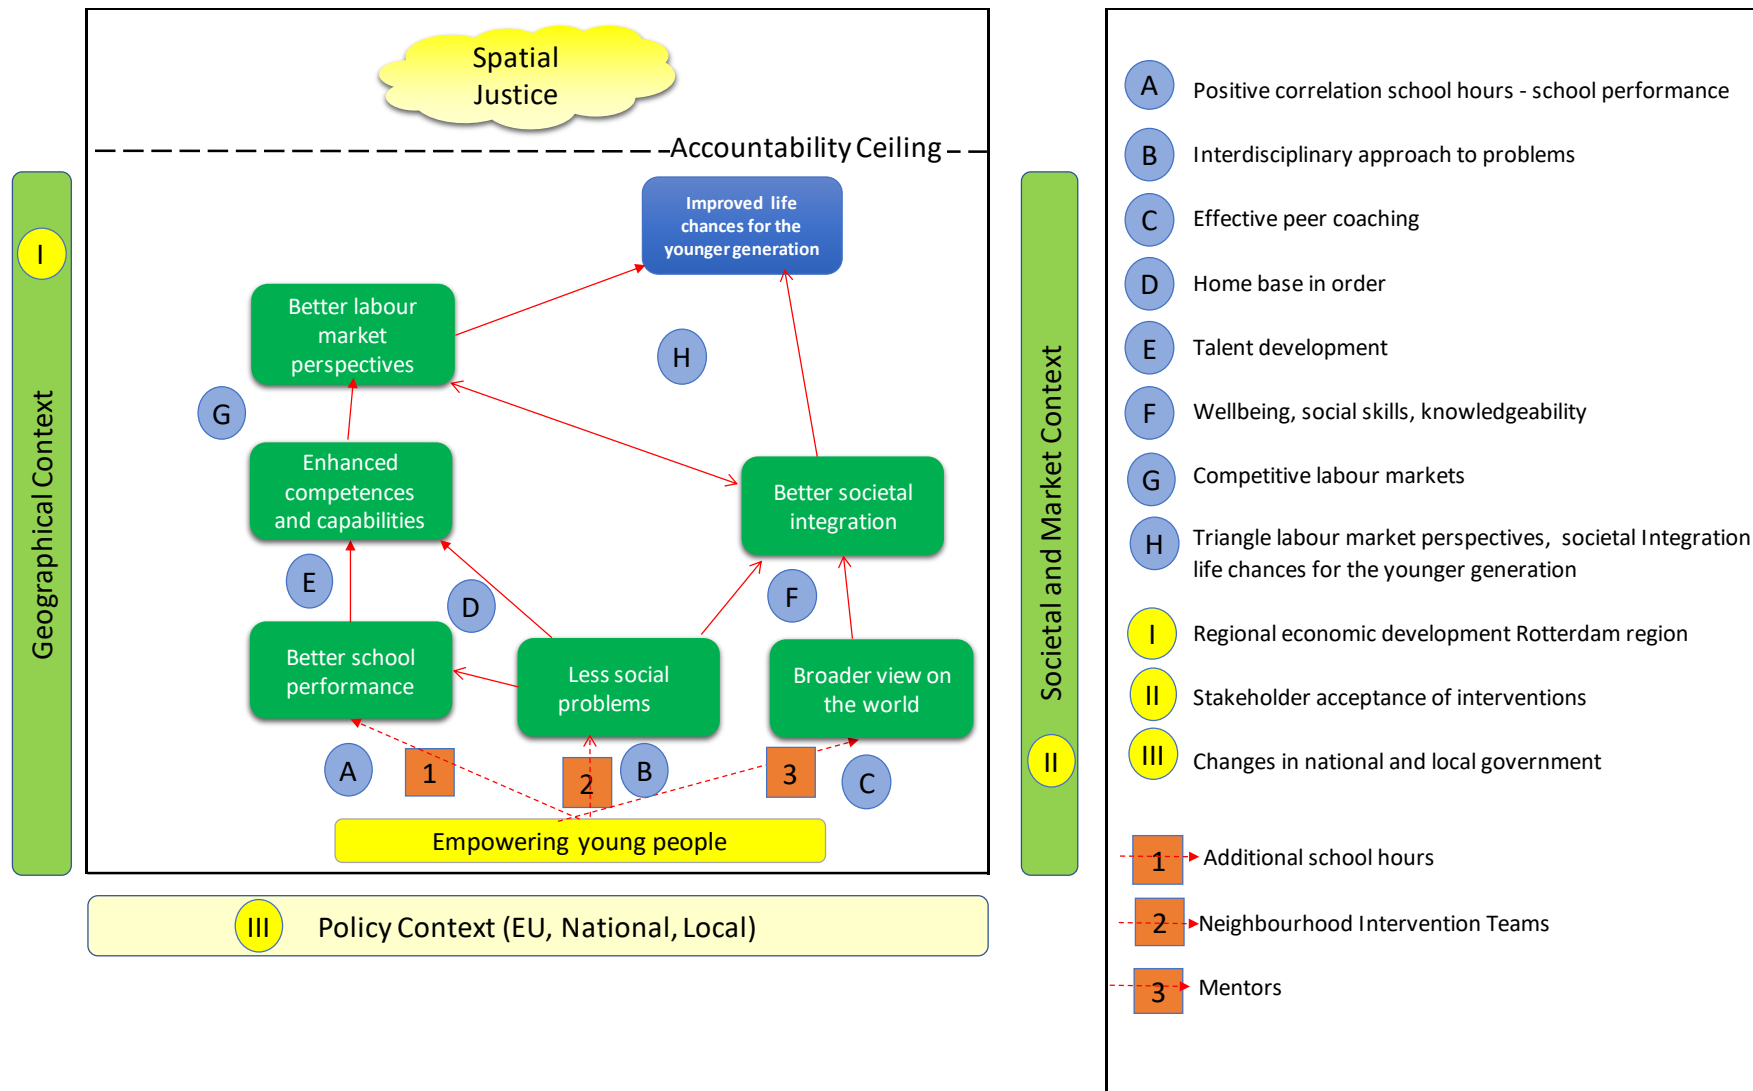 Spatial
Justice
Accountability Ceiling
Improved life
chances for the
younger generation
I
Geographical Context
Better labour
market
perspectives
H
G
Enhanced
competences
and capabilities
Better societal
integration
E
D
F
Better school
performance
Less social
problems
Broader view on
the world
A
1
2
B
3
C
Empowering young people
III
Policy Context (EU, National, Local)
Societal and Market Context
II
A
Positive correlation school hours - school performance
B
Interdisciplinary approach to problems
C
Effective peer coaching
D
Home base in order
E
Talent development
F
Wellbeing, social skills, knowledgeability
G
Competitive labour markets
H
Triangle labour market perspectives, societal Integration
life chances for the younger generation
I
Regional economic development Rotterdam region
II
Stakeholder acceptance of interventions
III
Changes in national and local government
1
Additional school hours
2
Neighbourhood Intervention Teams
3
Mentors